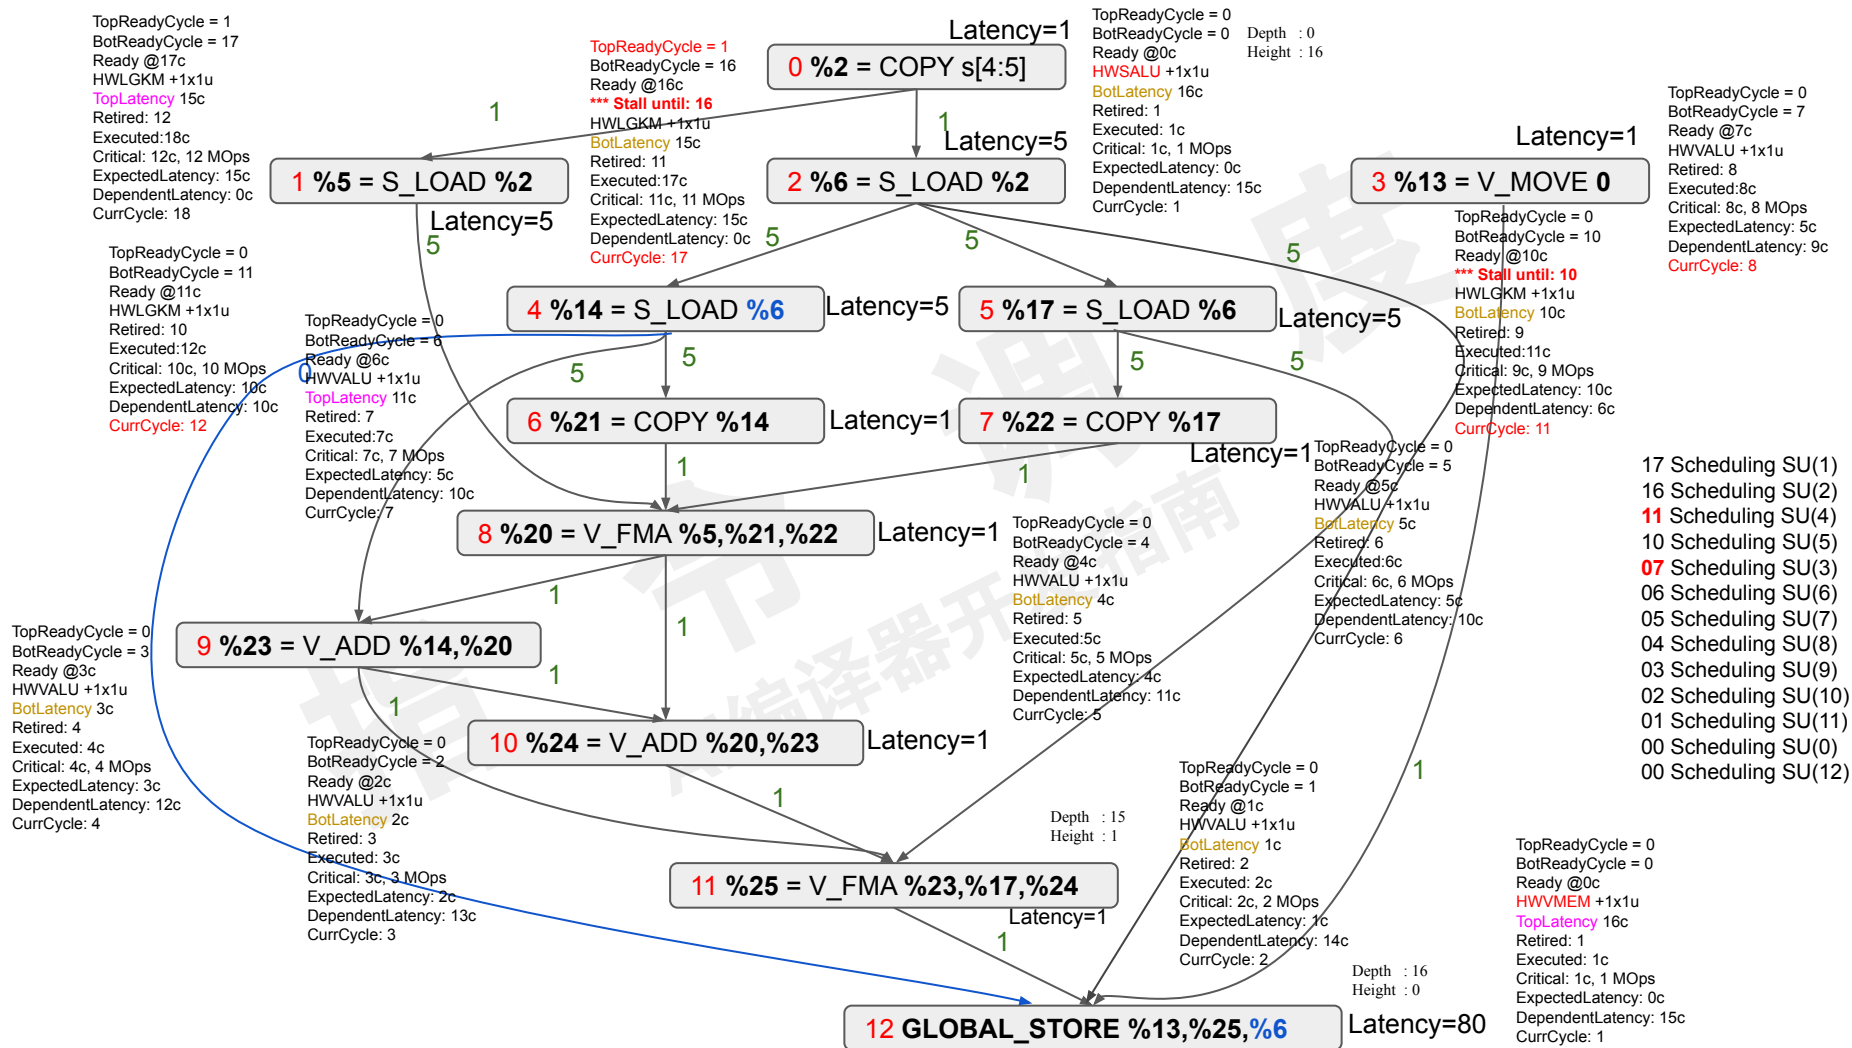 TopReadyCycle = 1
BotReadyCycle = 17
Ready @17c
HWLGKM +1x1u
TopLatency 15c
Retired: 12
Executed:18c
Critical: 12c, 12 MOps
ExpectedLatency: 15c
DependentLatency: 0c
CurrCycle: 18
TopReadyCycle = 1
BotReadyCycle = 16
Ready @16c
*** Stall until: 16
HWLGKM +1x1u
BotLatency 15c
Retired: 11
Executed:17c
Critical: 11c, 11 MOps
ExpectedLatency: 15c
DependentLatency: 0c
CurrCycle: 17
Latency=1
0 %2 = COPY s[4:5]
TopReadyCycle = 0
BotReadyCycle = 0
Ready @0c
HWSALU +1x1u
BotLatency 16c
Retired: 1
Executed: 1c
Critical: 1c, 1 MOps
ExpectedLatency: 0c
DependentLatency: 15c
CurrCycle: 1
Depth : 0
Height : 16
TopReadyCycle = 0
BotReadyCycle = 7
Ready @7c
HWVALU +1x1u
Retired: 8
Executed:8c
Critical: 8c, 8 MOps
ExpectedLatency: 5c
DependentLatency: 9c
CurrCycle: 8
1
1
Latency=5
Latency=1
1 %5 = S_LOAD %2
2 %6 = S_LOAD %2
3 %13 = V_MOVE 0
Latency=5
5
5
5
5
TopReadyCycle = 0
BotReadyCycle = 10
Ready @10c
*** Stall until: 10
HWLGKM +1x1u
BotLatency 10c
Retired: 9
Executed:11c
Critical: 9c, 9 MOps
ExpectedLatency: 10c
DependentLatency: 6c
CurrCycle: 11
TopReadyCycle = 0
BotReadyCycle = 11
Ready @11c
HWLGKM +1x1u
Retired: 10
Executed:12c
Critical: 10c, 10 MOps
ExpectedLatency: 10c
DependentLatency: 10c
CurrCycle: 12
4 %14 = S_LOAD %6
Latency=5
5 %17 = S_LOAD %6
Latency=5
TopReadyCycle = 0
BotReadyCycle = 6
Ready @6c
HWVALU +1x1u
TopLatency 11c
Retired: 7
Executed:7c
Critical: 7c, 7 MOps
ExpectedLatency: 5c
DependentLatency: 10c
CurrCycle: 7
0
5
5
5
5
6 %21 = COPY %14
Latency=1
7 %22 = COPY %17
Latency=1
1
1
TopReadyCycle = 0
BotReadyCycle = 5
Ready @5c
HWVALU +1x1u
BotLatency 5c
Retired: 6
Executed:6c
Critical: 6c, 6 MOps
ExpectedLatency: 5c
DependentLatency: 10c
CurrCycle: 6
17 Scheduling SU(1)
16 Scheduling SU(2)
11 Scheduling SU(4)
10 Scheduling SU(5)
07 Scheduling SU(3)
06 Scheduling SU(6)
05 Scheduling SU(7)
04 Scheduling SU(8)
03 Scheduling SU(9)
02 Scheduling SU(10)
01 Scheduling SU(11)
00 Scheduling SU(0)
00 Scheduling SU(12)
8 %20 = V_FMA %5,%21,%22
Latency=1
TopReadyCycle = 0
BotReadyCycle = 4
Ready @4c
HWVALU +1x1u
BotLatency 4c
Retired: 5
Executed:5c
Critical: 5c, 5 MOps
ExpectedLatency: 4c
DependentLatency: 11c
CurrCycle: 5
1
1
TopReadyCycle = 0
BotReadyCycle = 3
Ready @3c
HWVALU +1x1u
BotLatency 3c
Retired: 4
Executed: 4c
Critical: 4c, 4 MOps
ExpectedLatency: 3c
DependentLatency: 12c
CurrCycle: 4
9 %23 = V_ADD %14,%20
1
1
10 %24 = V_ADD %20,%23
Latency=1
TopReadyCycle = 0
BotReadyCycle = 2
Ready @2c
HWVALU +1x1u
BotLatency 2c
Retired: 3
Executed: 3c
Critical: 3c, 3 MOps
ExpectedLatency: 2c
DependentLatency: 13c
CurrCycle: 3
1
1
Depth : 15
Height : 1
TopReadyCycle = 0
BotReadyCycle = 1
Ready @1c
HWVALU +1x1u
BotLatency 1c
Retired: 2
Executed: 2c
Critical: 2c, 2 MOps
ExpectedLatency: 1c
DependentLatency: 14c
CurrCycle: 2
11 %25 = V_FMA %23,%17,%24
Latency=1
1
TopReadyCycle = 0
BotReadyCycle = 0
Ready @0c
HWVMEM +1x1u
TopLatency 16c
Retired: 1
Executed: 1c
Critical: 1c, 1 MOps
ExpectedLatency: 0c
DependentLatency: 15c
CurrCycle: 1
Depth : 16
Height : 0
12 GLOBAL_STORE %13,%25,%6
Latency=80
指令调度
AI编译器开发指南